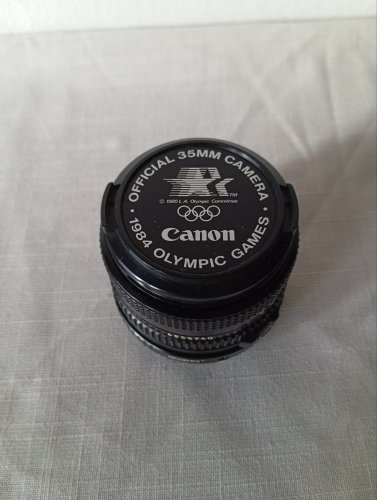 OFFICIAL 35MM CAMERA
TM
© 1980 L.A. Olympic Committee
Canon
• 1984 OLYMPIC GAMES •